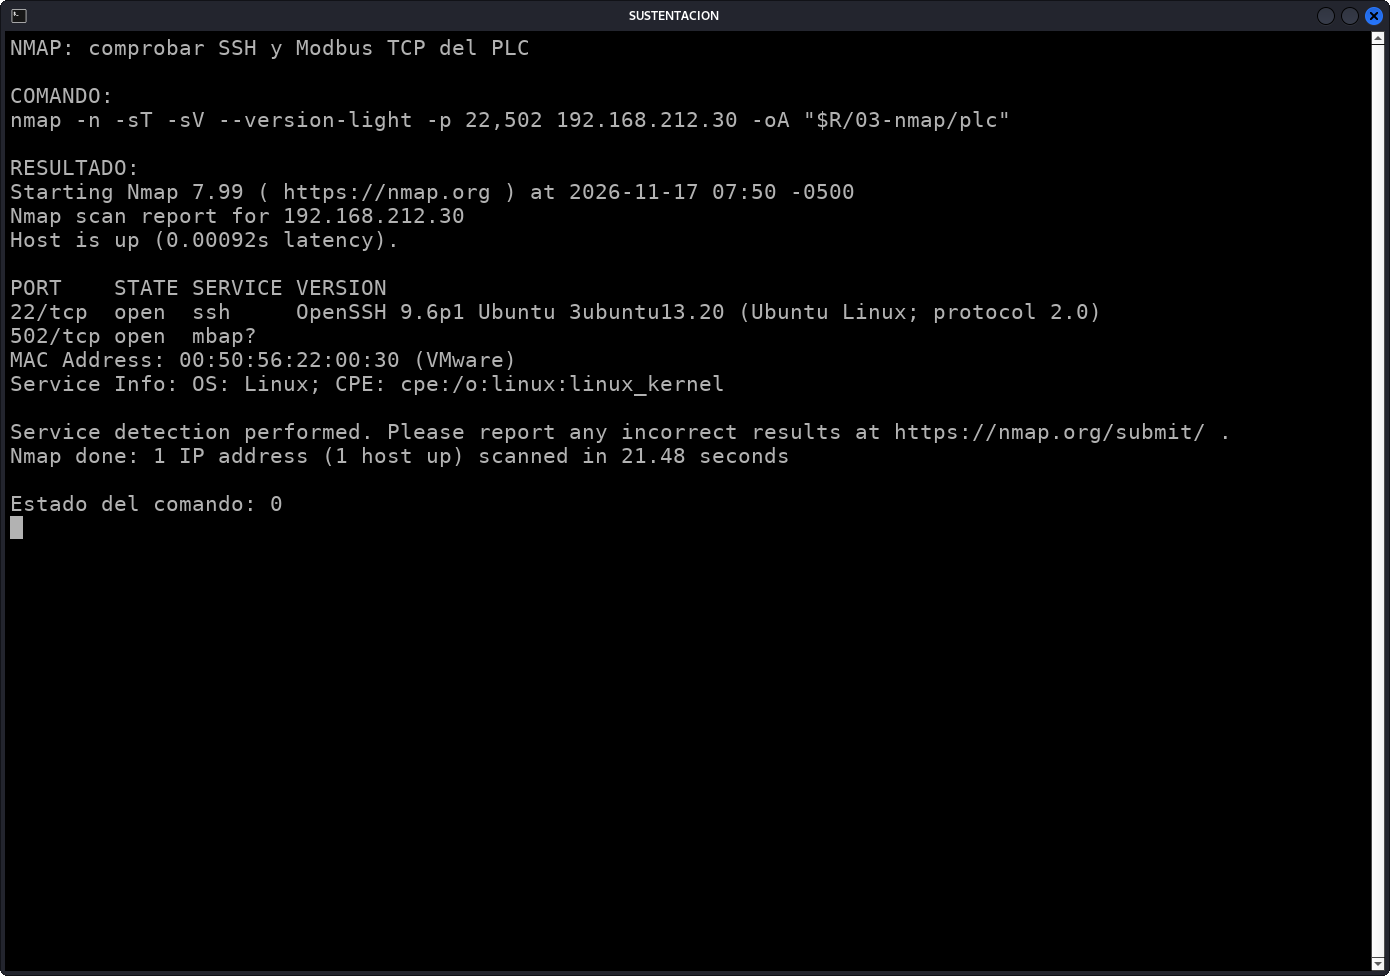 SUSTENTACION
NMAP: comprobar SSH y Modbus TCP del PLC
COMANDO:
nmap -n -sT -sV --version-light -p 22,502 192.168.212.30 -oA "$R/03-nmap/plc"
RESULTADO:
Starting Nmap 7.99 ( https://nmap.org ) at 2026-11-17 07:50 -0500
Nmap scan report for 192.168.212.30
Host is up (0.00092s latency).
PORT    STATE SERVICE VERSION
22/tcp  open  ssh     OpenSSH 9.6p1 Ubuntu 3ubuntu13.20 (Ubuntu Linux; protocol 2.0)
502/tcp open  mbap?
MAC Address: 00:50:56:22:00:30 (VMware)
Service Info: OS: Linux; CPE: cpe:/o:linux:linux_kernel
Service detection performed. Please report any incorrect results at https://nmap.org/submit/ .
Nmap done: 1 IP address (1 host up) scanned in 21.48 seconds
Estado del comando: 0